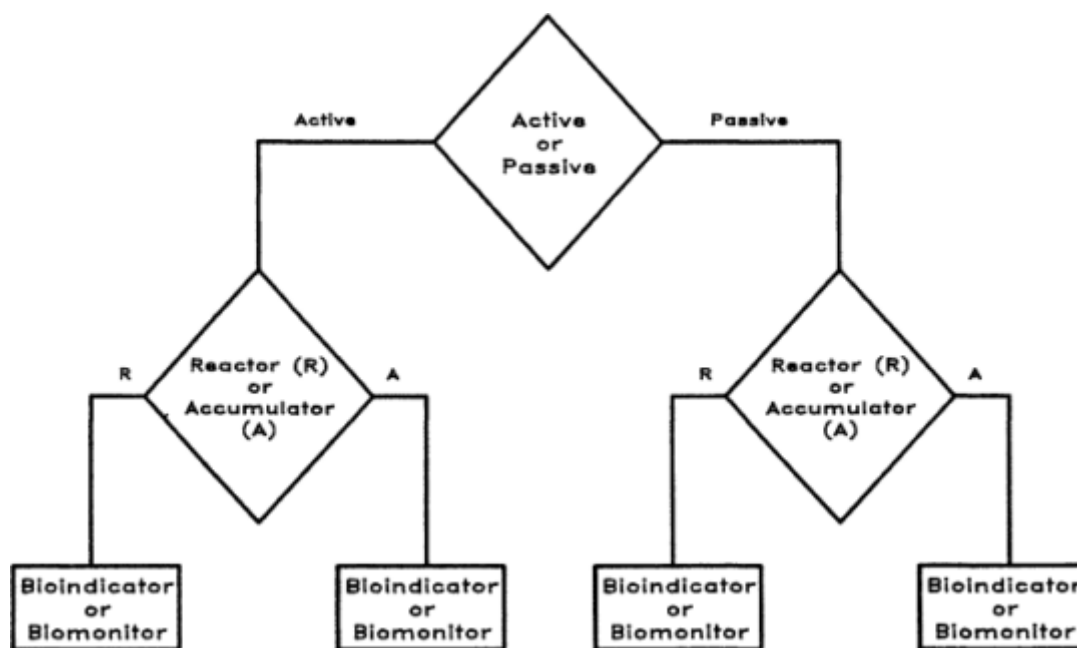 Active
or
Passive
Active
Passive
Reactor (R)
or
Accumulator
(A)
R
A
Reactor (R)
or
Accumulator
(A)
R
A
Bioindicator
or
Biomonitor
Bioindicator
or
Biomonitor
Bioindicator
or
Biomonitor
Bioindicator
or
Biomonitor